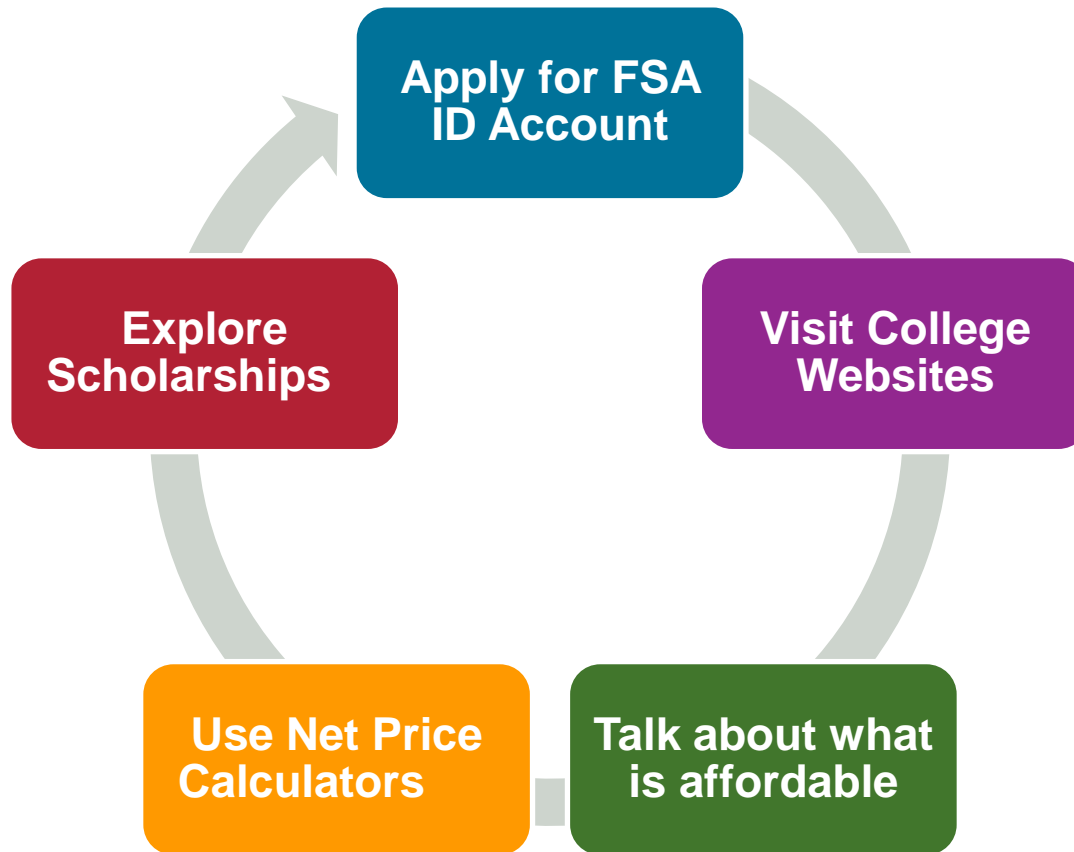 Apply for FSA
ID Account
Visit College
Websites
Talk about what
is affordable
Use Net Price
Calculators
Explore
Scholarships